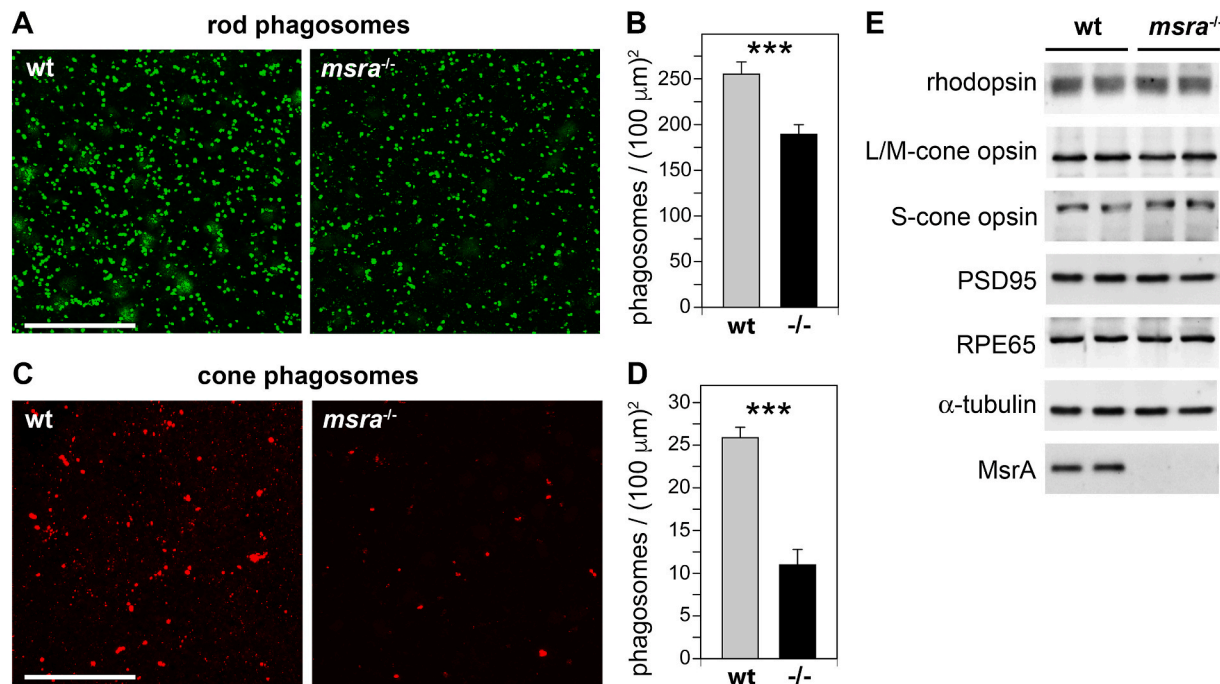 A
rod phagosomes
wt
msra-/-
B
***
phagosomes / (100 μm)2
250
200
150
100
50
0
wt
-/-
C
cone phagosomes
wt
msra-/-
D
***
phagosomes / (100 μm)2
30
25
20
15
10
5
0
wt
-/-
E
wt
msra-/-
rhodopsin
L/M-cone opsin
S-cone opsin
PSD95
RPE65
α-tubulin
MsrA